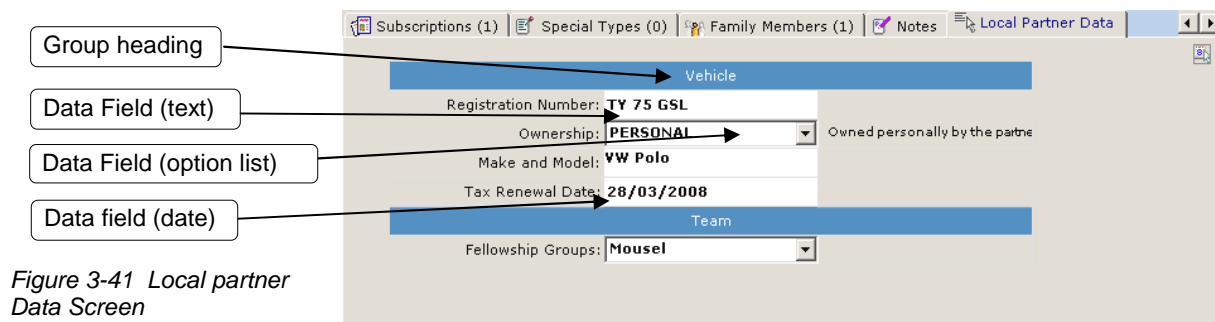 Subscriptions (1) Special Types (0) Family Members (1) Notes Local Partner Data
Group heading
Vehicle
Data Field (text)
Registration Number: TY 75 GSL
Ownership: PERSONAL Owned personally by the partne
Data Field (option list)
Make and Model: VW Polo
Tax Renewal Date: 28/03/2008
Data field (date)
Team
Fellowship Groups: Mousel
Figure 3-41 Local partner
Data Screen